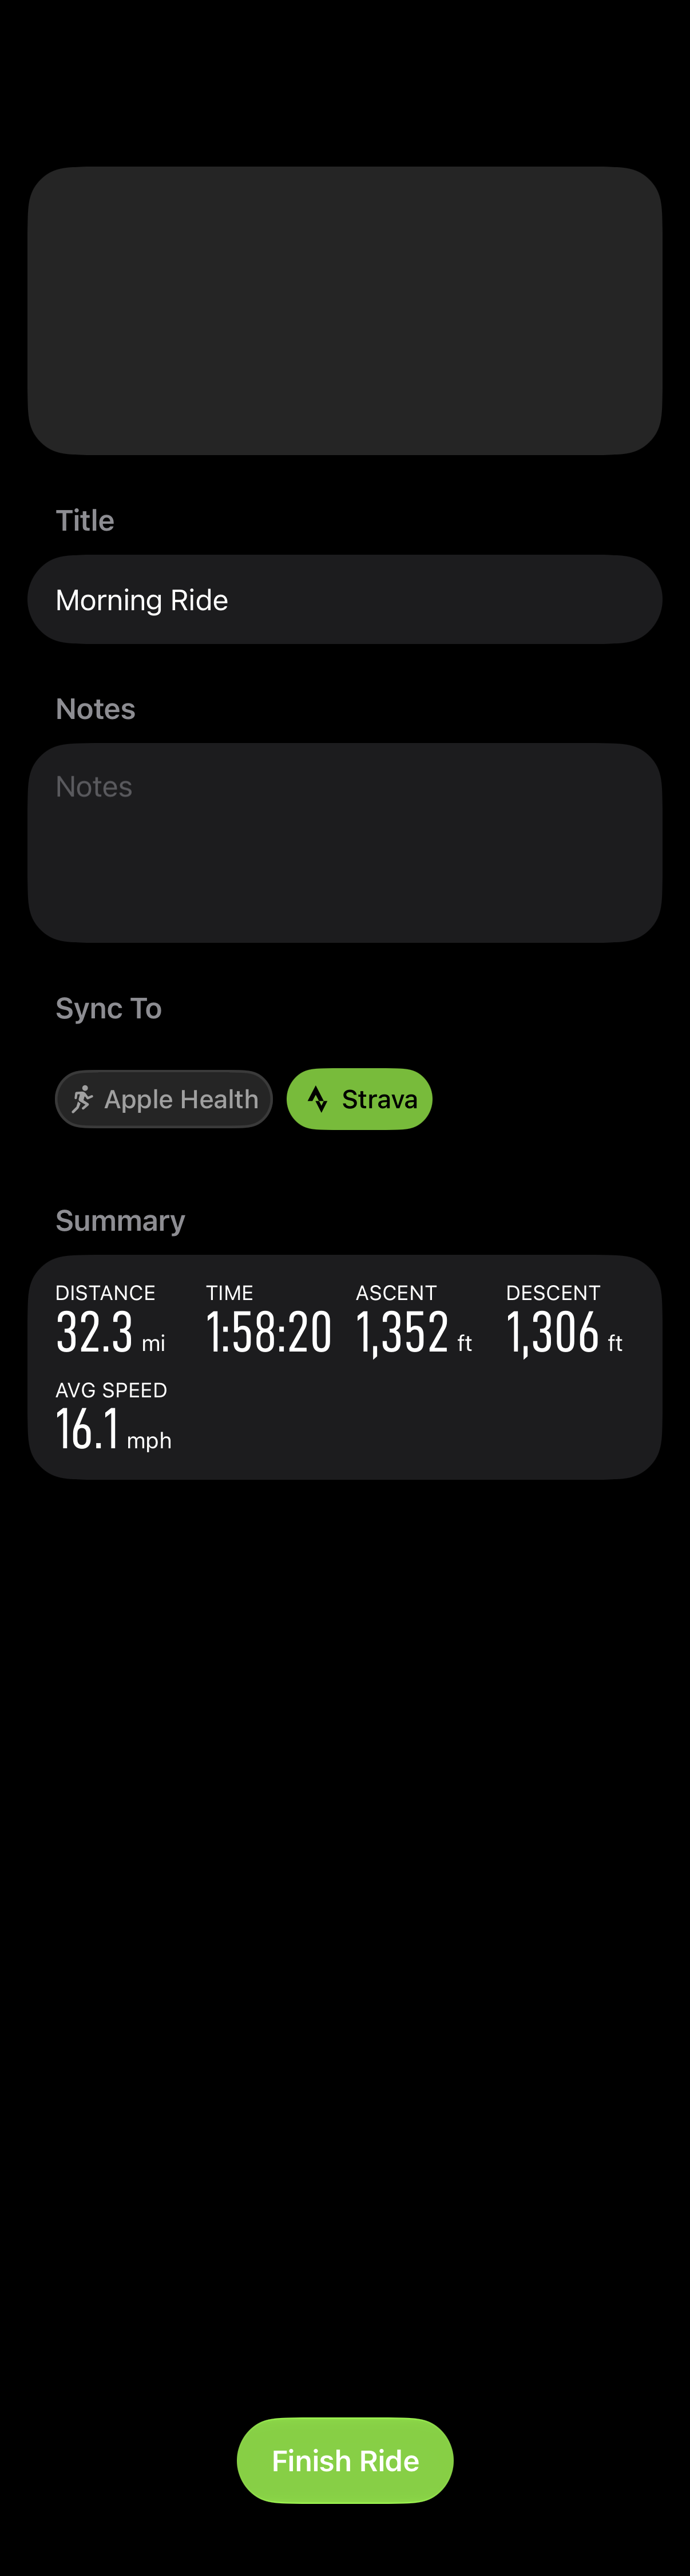 Title
Morning Ride
Notes
Notes
Sync To
Apple Health Strava
Summary
DISTANCE TIME ASCENT DESCENT
32.3 mi 1:58:20 1,352 ft 1,306 ft
AVG SPEED
16.1 mph
Finish Ride